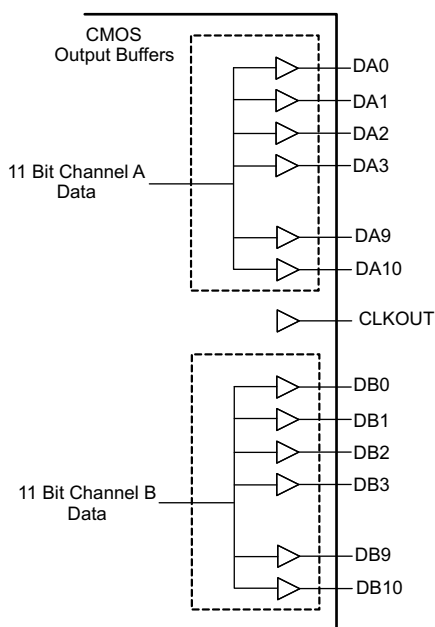 CMOS
Output Buffers
DA0
DA1
DA2
DA3
11 Bit Channel A
Data
DA9
DA10
CLKOUT
DB0
DB1
DB2
DB3
11 Bit Channel B
Data
DB9
DB10